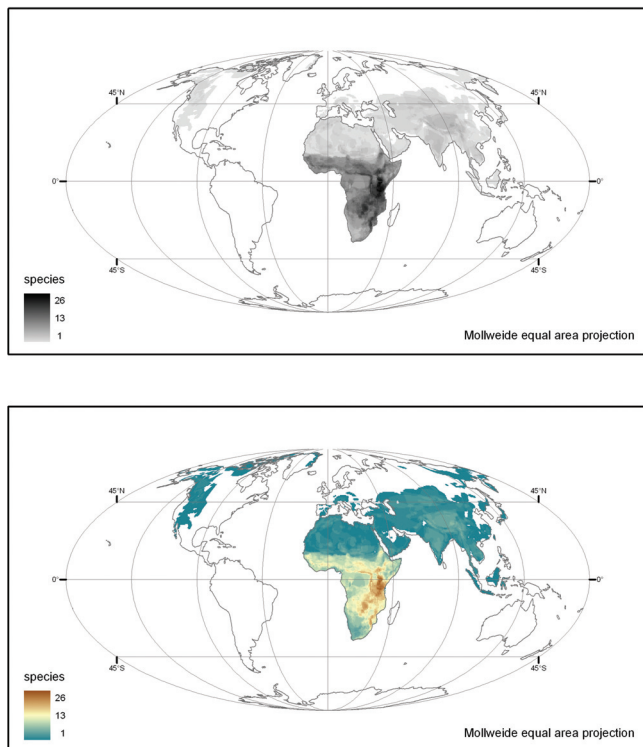 45°N 45°N
0° 0°
45°S 45°S
species
26
13
1
Mollweide equal area projection
45°N 45°N
0° 0°
45°S 45°S
species
26
13
1
Mollweide equal area projection